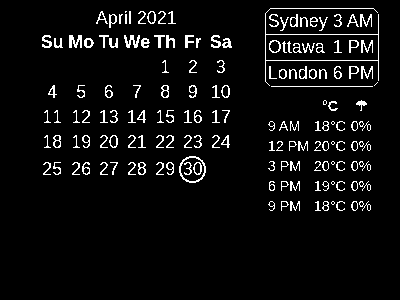 April 2021
Su Mo Tu We Th Fr Sa
1 2 3
4 5 6 7 8 9 10
11 12 13 14 15 16 17
18 19 20 21 22 23 24
25 26 27 28 29 30
Sydney 3 AM
Ottawa 1 PM
London 6 PM
°C ☂
9 AM 18°C 0%
12 PM 20°C 0%
3 PM 20°C 0%
6 PM 19°C 0%
9 PM 18°C 0%